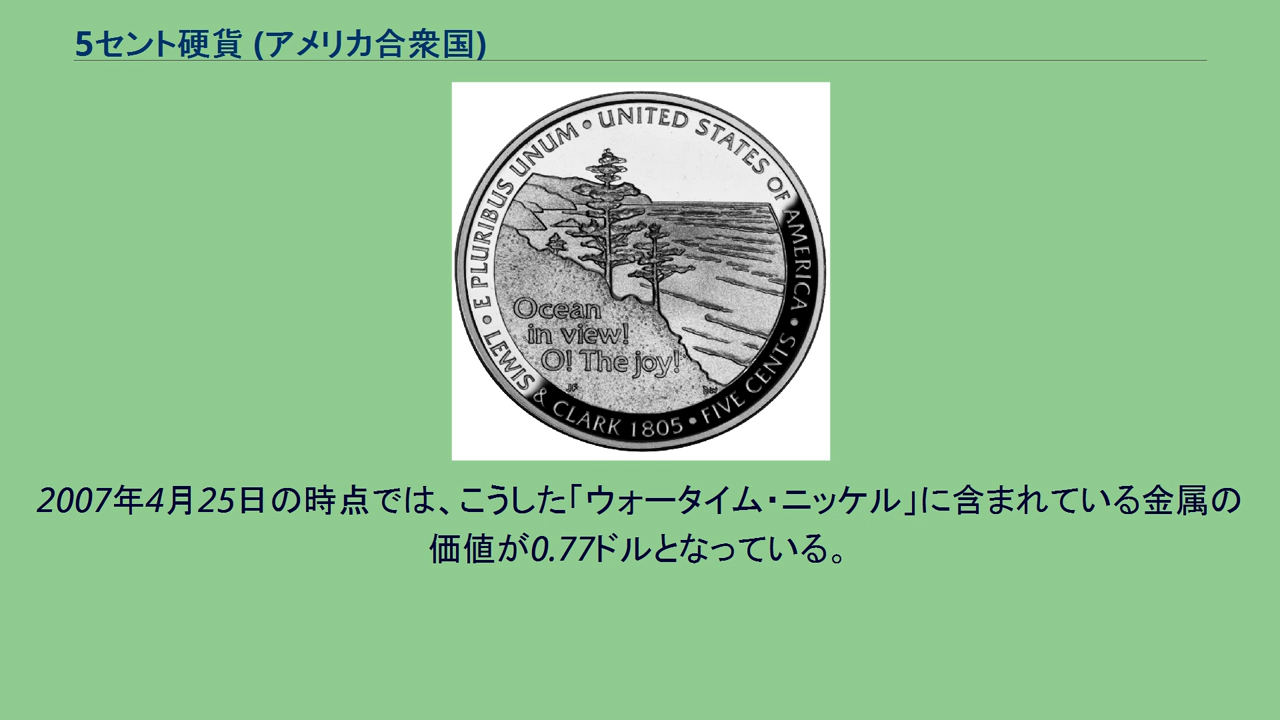 5セント硬貨 (アメリカ合衆国)
E PLURIBUS UNUM • UNITED STATES OF AMERICA •
Ocean
in view!
O! The joy!
JF
DW
• LEWIS & CLARK 1805 • FIVE CENTS
2007年4月25日の時点では、こうした「ウォータイム・ニッケル」に含まれている金属の
価値が0.77ドルとなっている。